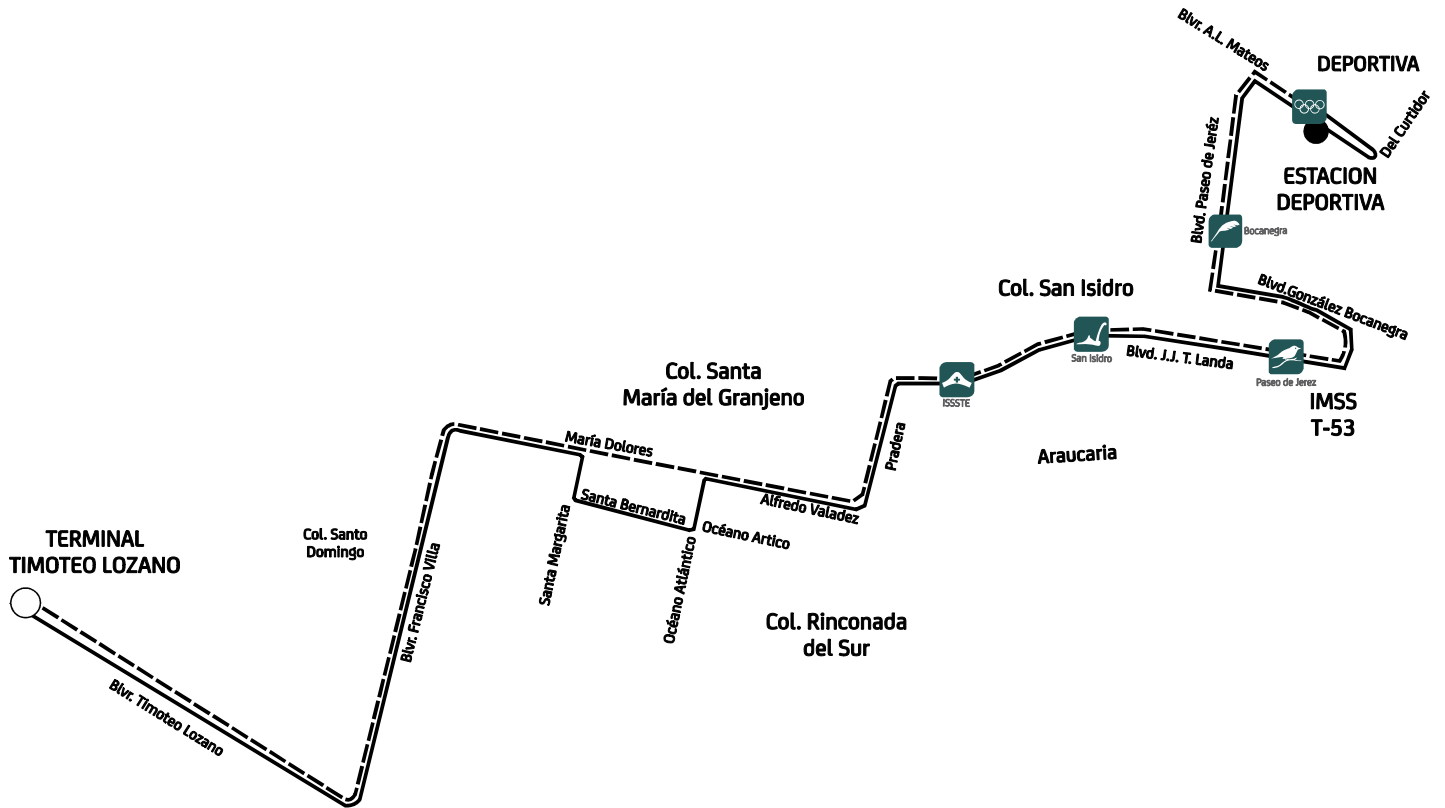 Blvr. A.L. Mateos
DEPORTIVA
Del Curtidor
Blvd. Paseo de Jeréz
ESTACION
DEPORTIVA
Bocanegra
Blvd.González Bocanegra
Col. San Isidro
San Isidro
Blvd. J.J. T. Landa
Paseo de Jerez
IMSS
T-53
Col. Santa
María del Granjeno
ISSSTE
Pradera
Araucaria
María Dolores
Alfredo Valadez
Santa Bernardita
Océano Artico
Santa Margarita
Océano Atlántico
Col. Santo
Domingo
Blvr. Francisco Villa
TERMINAL
TIMOTEO LOZANO
Col. Rinconada
del Sur
Blvr. Timoteo Lozano